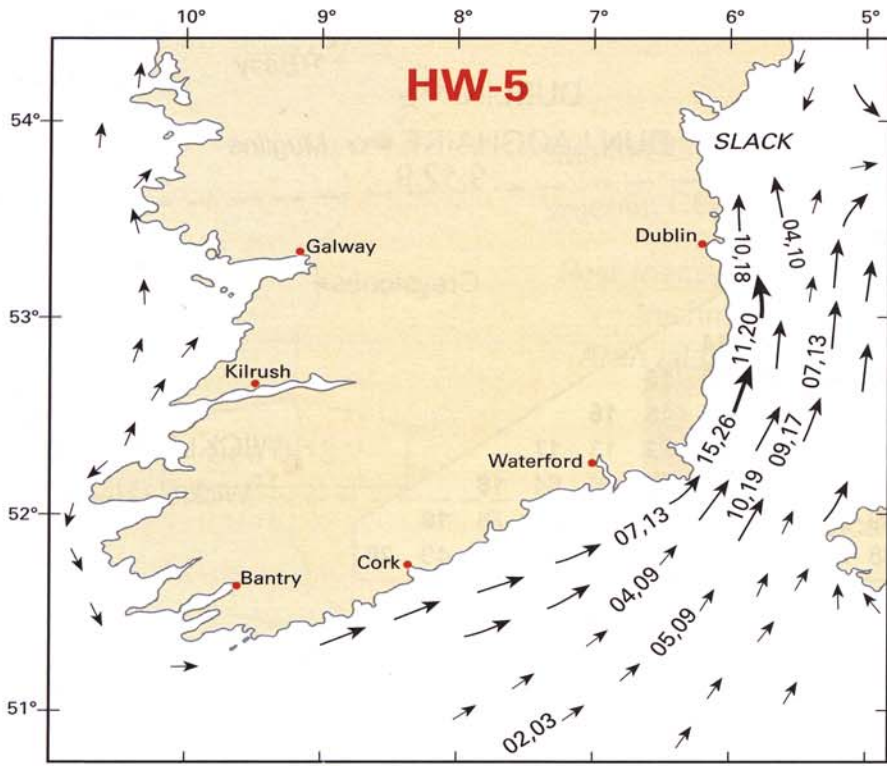 10° 9° 8° 7° 6° 5°
HW-5
54°
SLACK
Dublin
Galway
10,18
04,10
53°
11,20
07,13
Kilrush
15,26
09,17
Waterford
10,19
52°
07,13
Cork
Bantry
04,09
05,09
51°
02,03